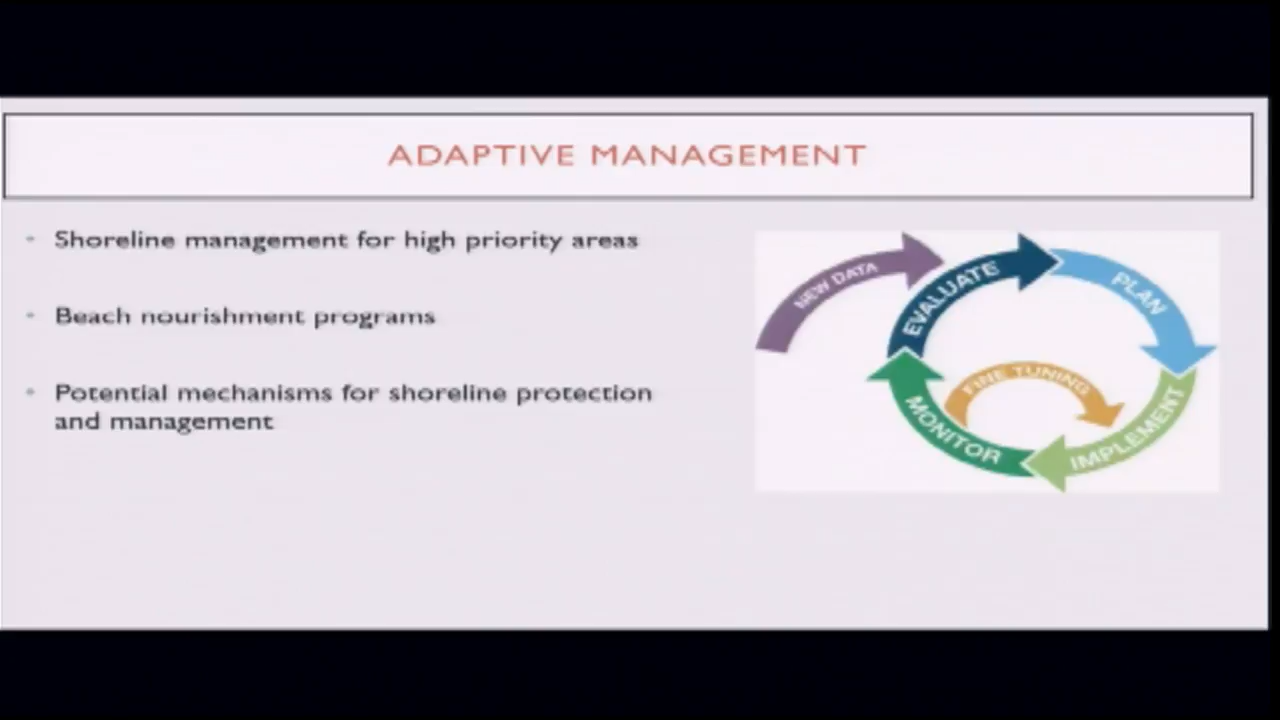 ADAPTIVE MANAGEMENT
Shoreline management for high priority areas
Beach nourishment programs
Potential mechanisms for shoreline protection
and management
NEW DATA
EVALUATE
PLAN
FINE TUNING
IMPLEMENT
MONITOR